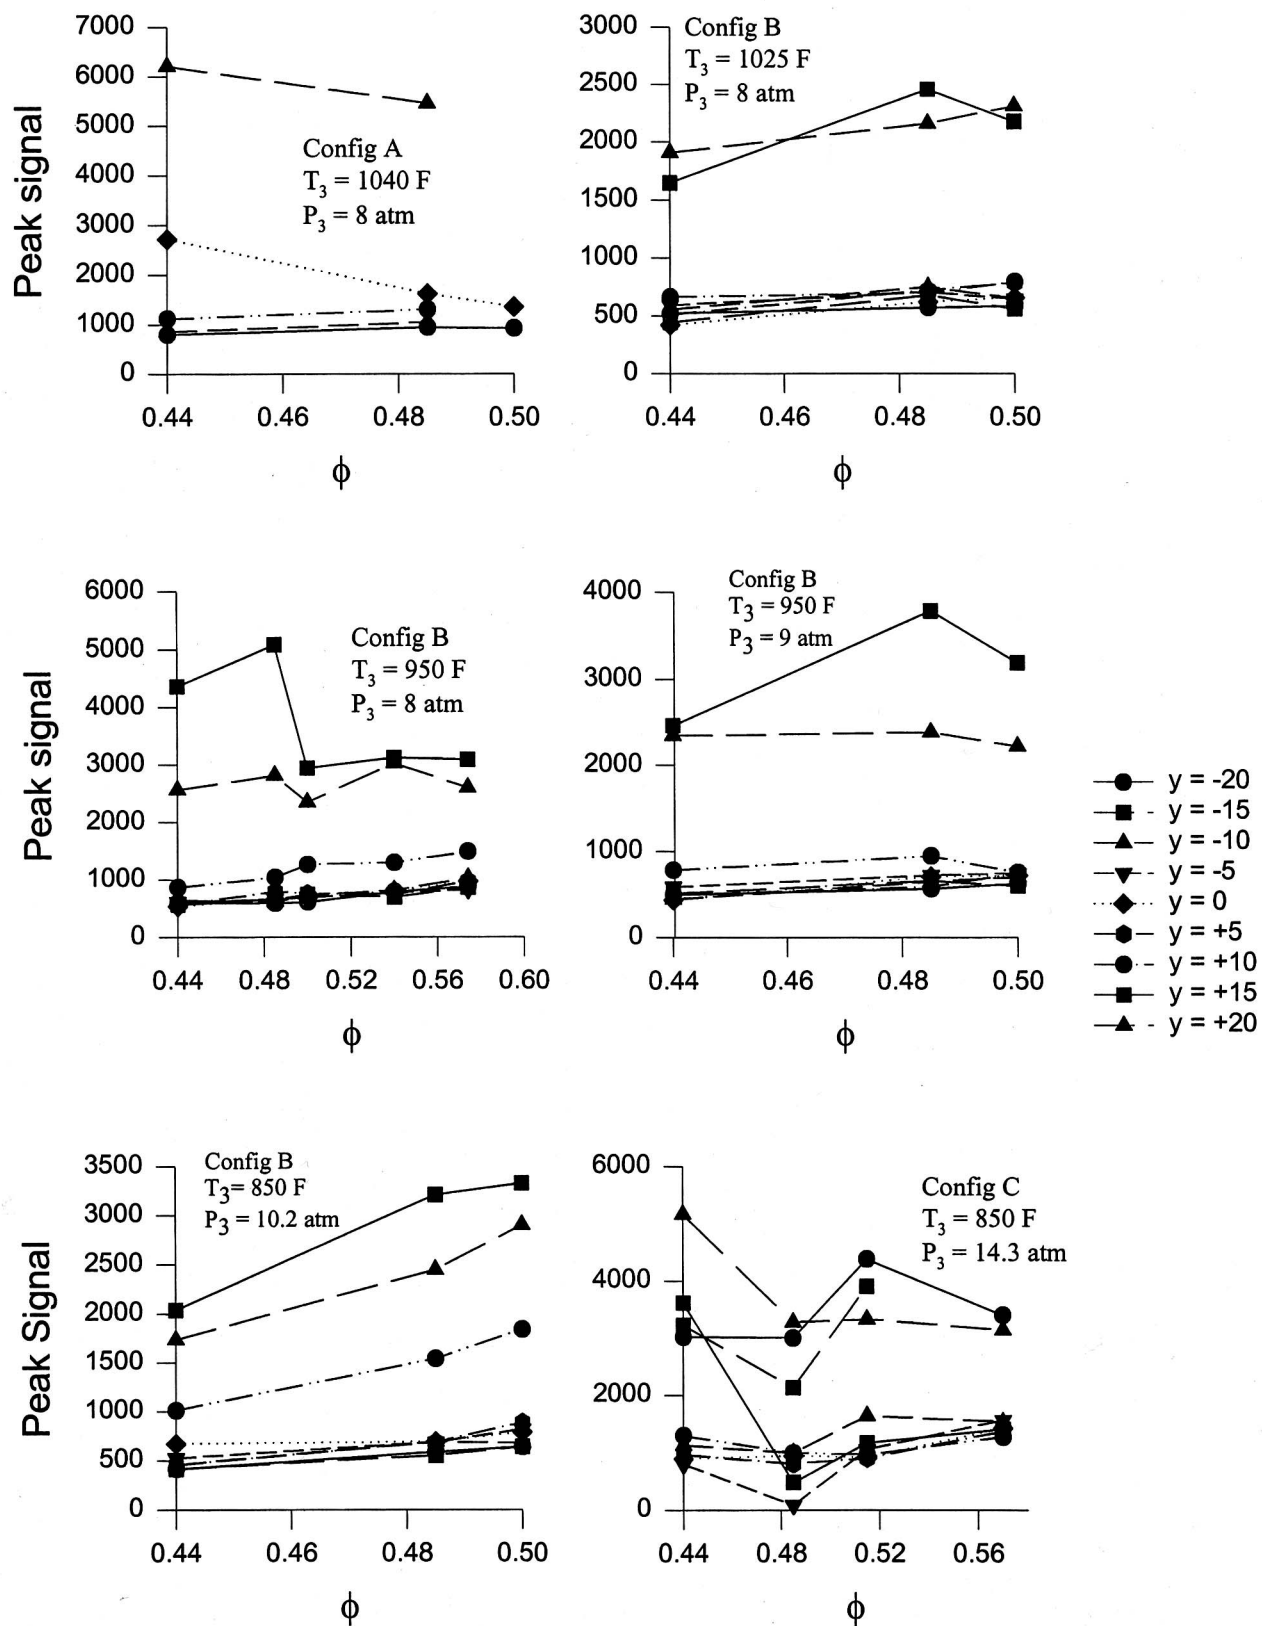 Peak signal
7000
6000
5000
4000
3000
2000
1000
0
Config A
T3 = 1040 F
P3 = 8 atm
0.44 0.46 0.48 0.50
ϕ
3000
2500
2000
1500
1000
500
0
Config B
T3 = 1025 F
P3 = 8 atm
0.44 0.46 0.48 0.50
ϕ
Peak signal
6000
5000
4000
3000
2000
1000
0
Config B
T3 = 950 F
P3 = 8 atm
0.44 0.48 0.52 0.56 0.60
ϕ
4000
3000
2000
1000
0
Config B
T3 = 950 F
P3 = 9 atm
0.44 0.46 0.48 0.50
ϕ
y = -20
y = -15
y = -10
y = -5
y = 0
y = +5
y = +10
y = +15
y = +20
Peak Signal
3500
3000
2500
2000
1500
1000
500
0
Config B
T3= 850 F
P3 = 10.2 atm
0.44 0.46 0.48 0.50
ϕ
6000
4000
2000
0
Config C
T3 = 850 F
P3 = 14.3 atm
0.44 0.48 0.52 0.56
ϕ